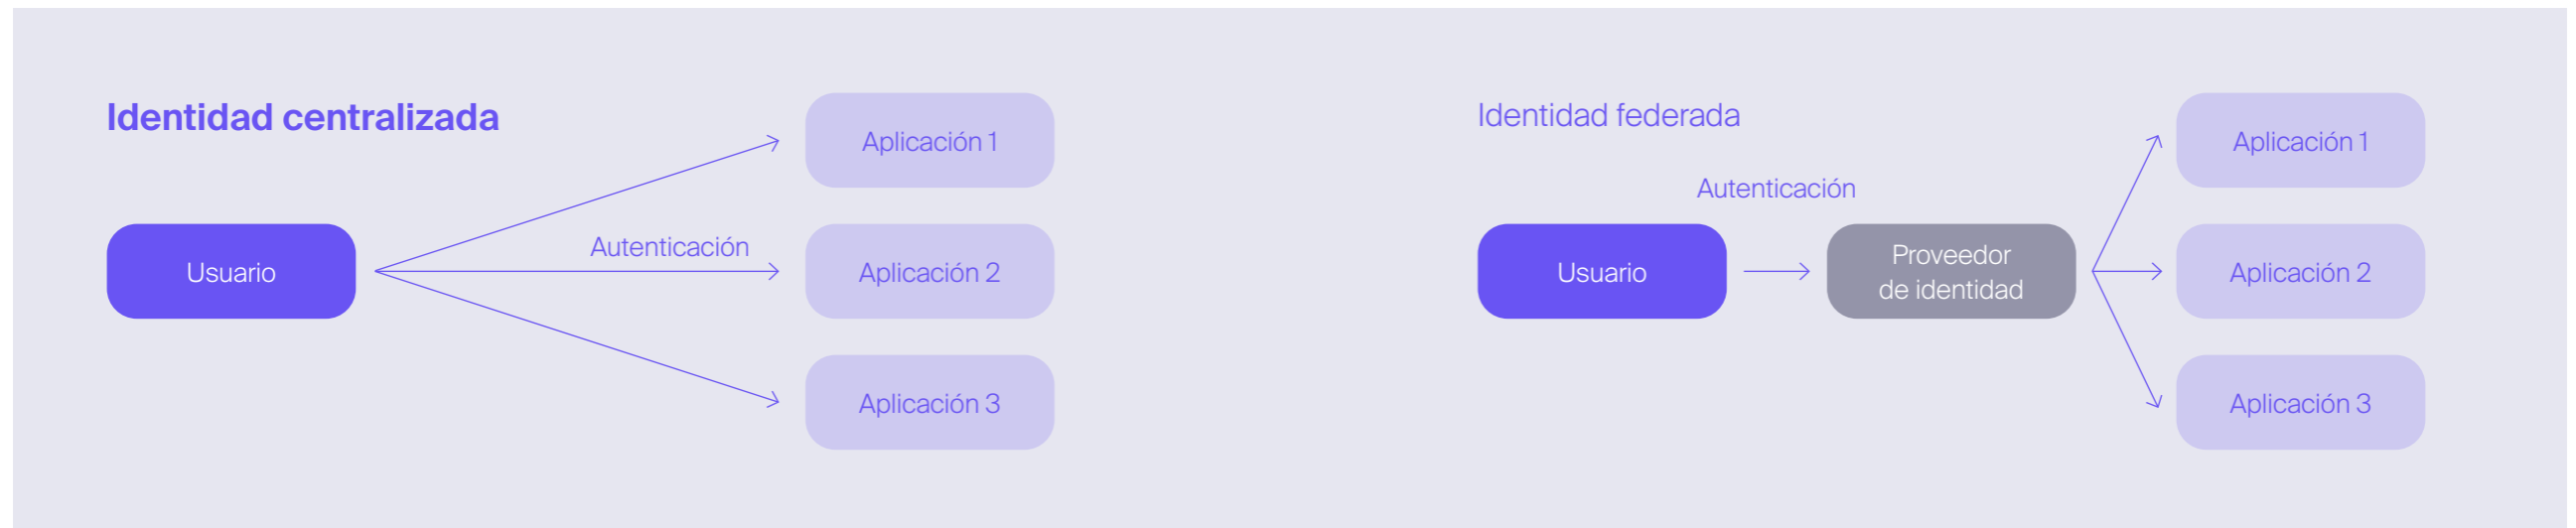 Identidad centralizada
Usuario
Autenticación
Aplicación 1
Aplicación 2
Aplicación 3
Identidad federada
Autenticación
Usuario
Proveedor
de identidad
Aplicación 1
Aplicación 2
Aplicación 3